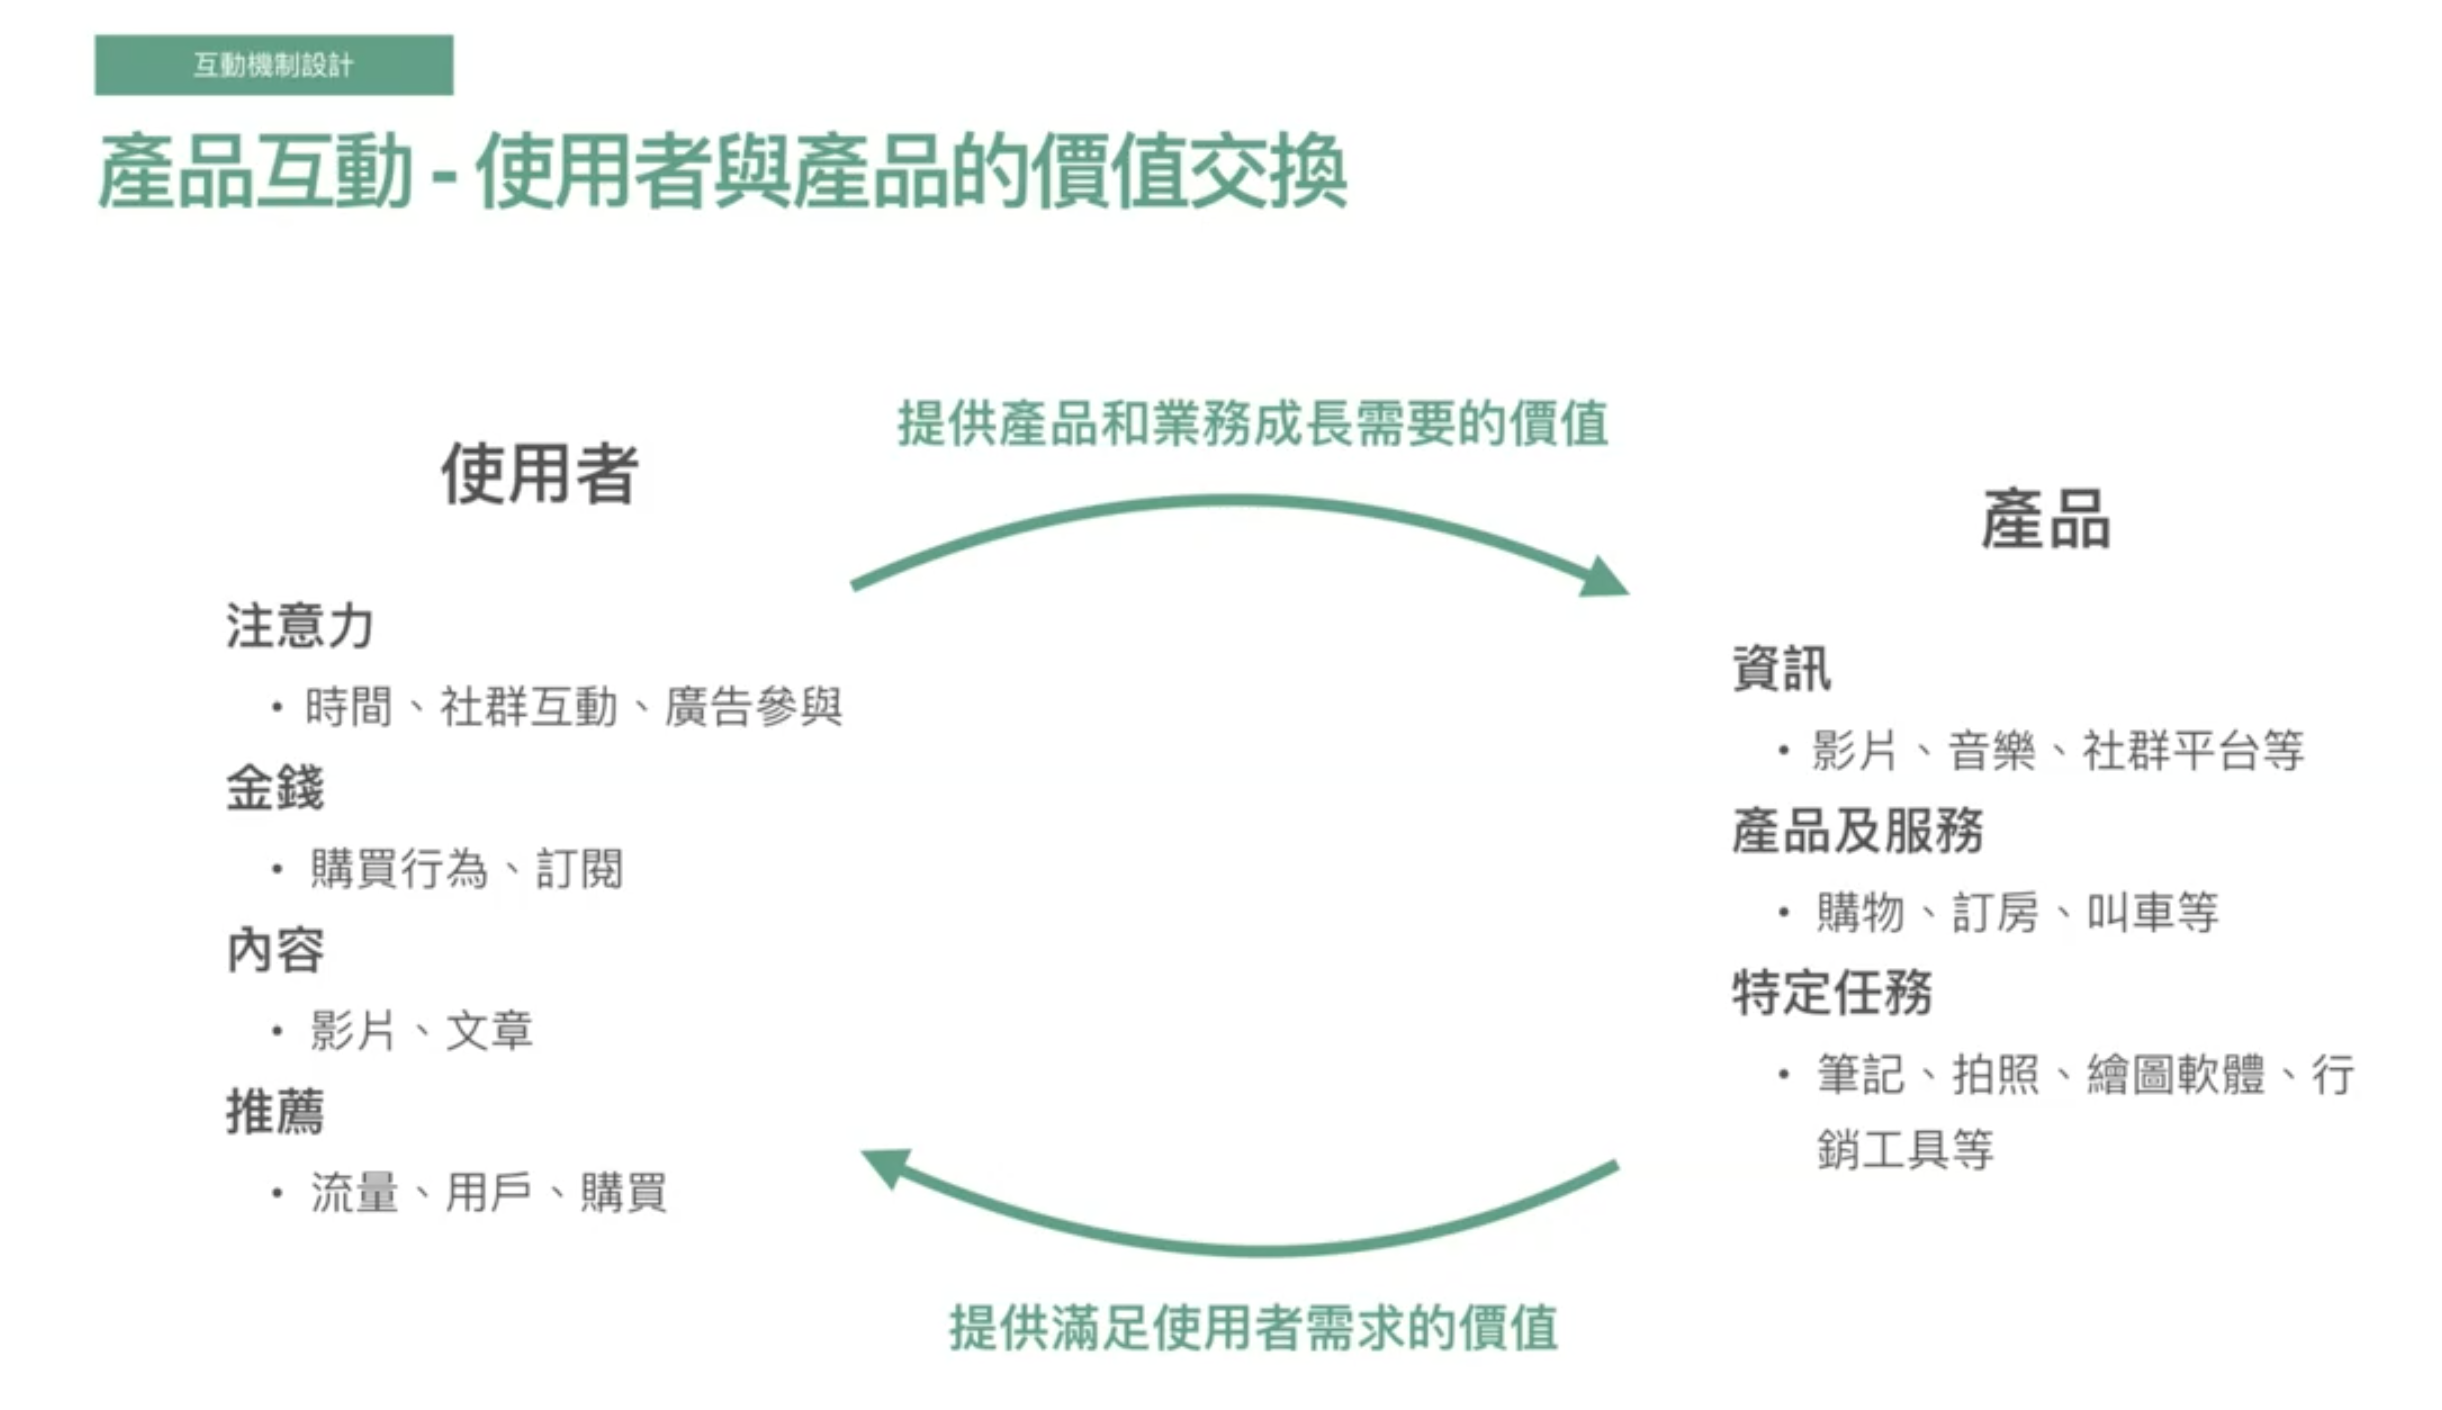 互動機制設計
產品互動 - 使用者與產品的價值交換
提供產品和業務成長需要的價值
使用者
注意力
• 時間、社群互動、廣告參與
金錢
• 購買行為、訂閱
內容
• 影片、文章
推薦
• 流量、用戶、購買
產品
資訊
• 影片、音樂、社群平台等
產品及服務
• 購物、訂房、叫車等
特定任務
• 筆記、拍照、繪圖軟體、行
銷工具等
提供滿足使用者需求的價值